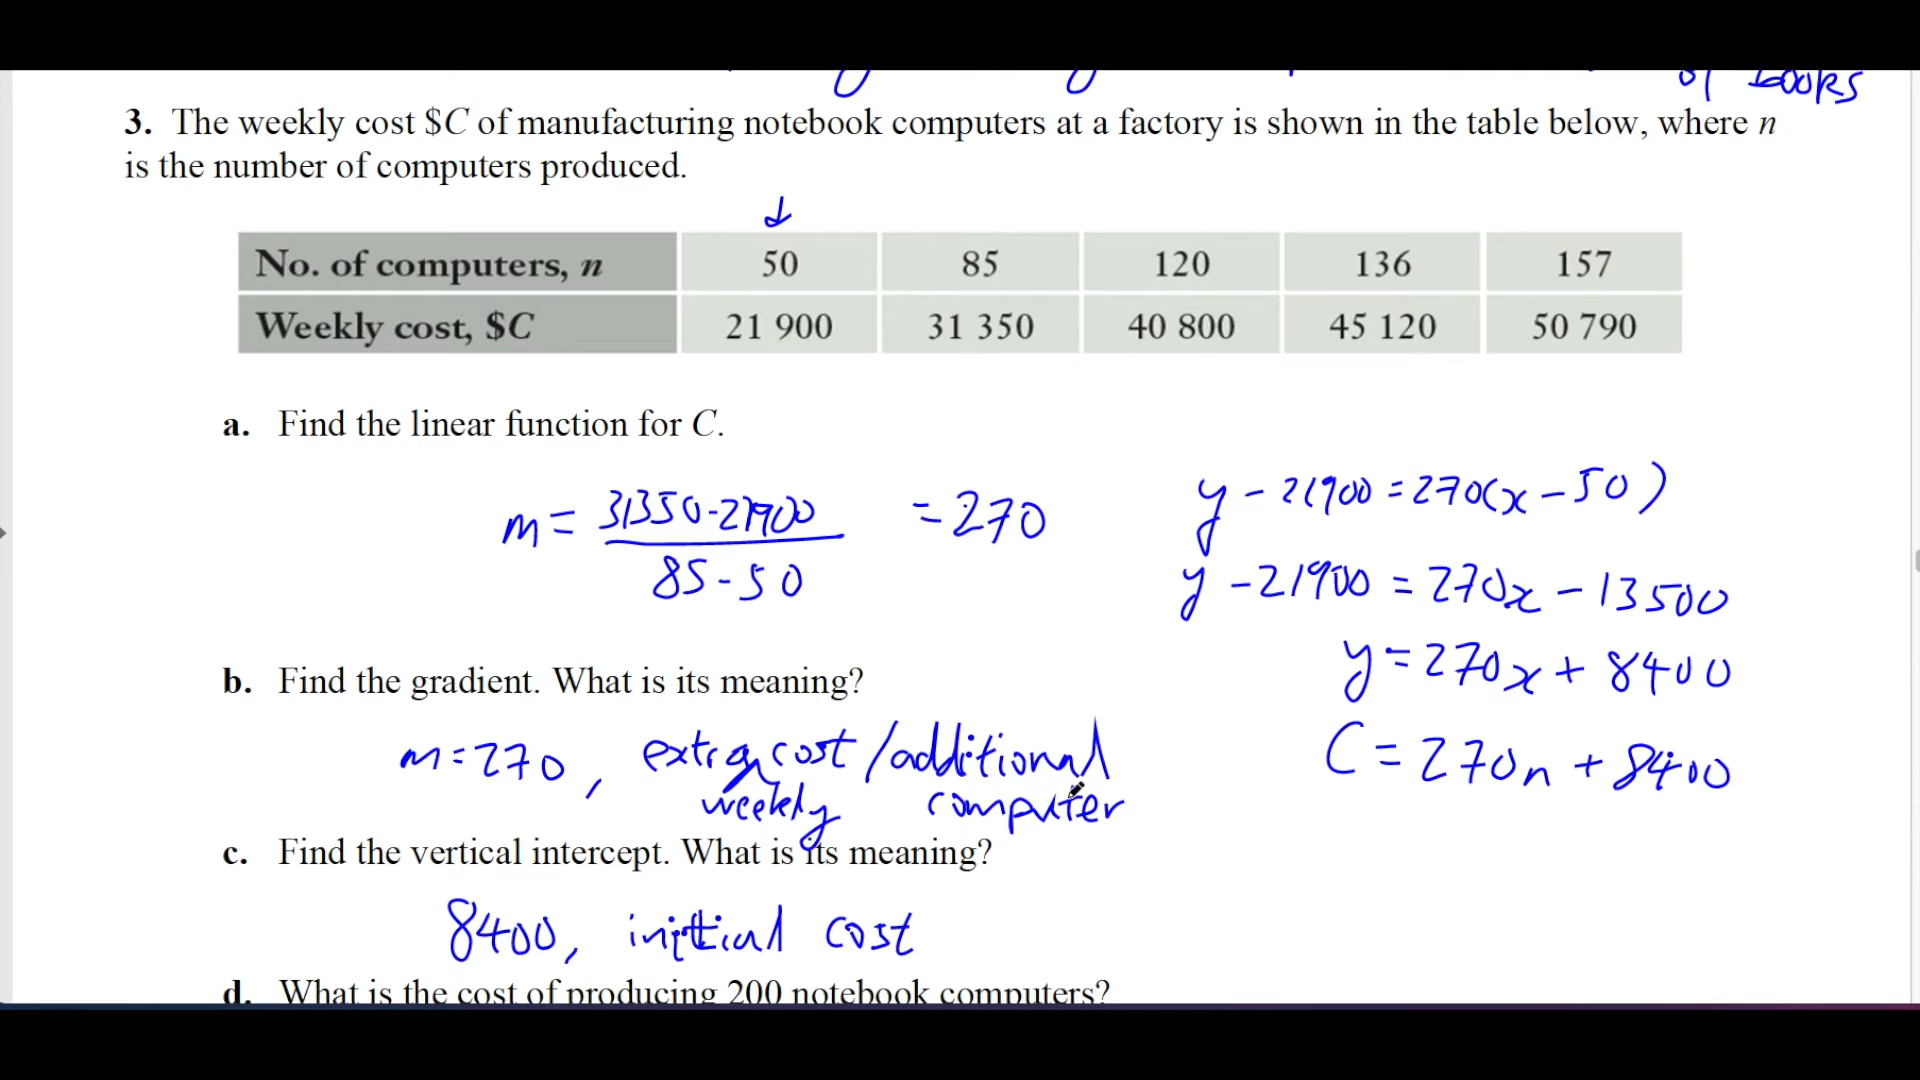 of books
3. The weekly cost $C of manufacturing notebook computers at a factory is shown in the table below, where n
is the number of computers produced.
No. of computers, n 50 85 120 136 157
Weekly cost, $C 21 900 31 350 40 800 45 120 50 790
a. Find the linear function for C.
m = (31350-21900)/(85-50) = 270
y - 21900 = 270(x - 50)
y - 21900 = 270x - 13500
y = 270x + 8400
C = 270n + 8400
b. Find the gradient. What is its meaning?
m = 270, extra weekly cost / additional computer
c. Find the vertical intercept. What is its meaning?
8400, initial cost
d. What is the cost of producing 200 notebook computers?